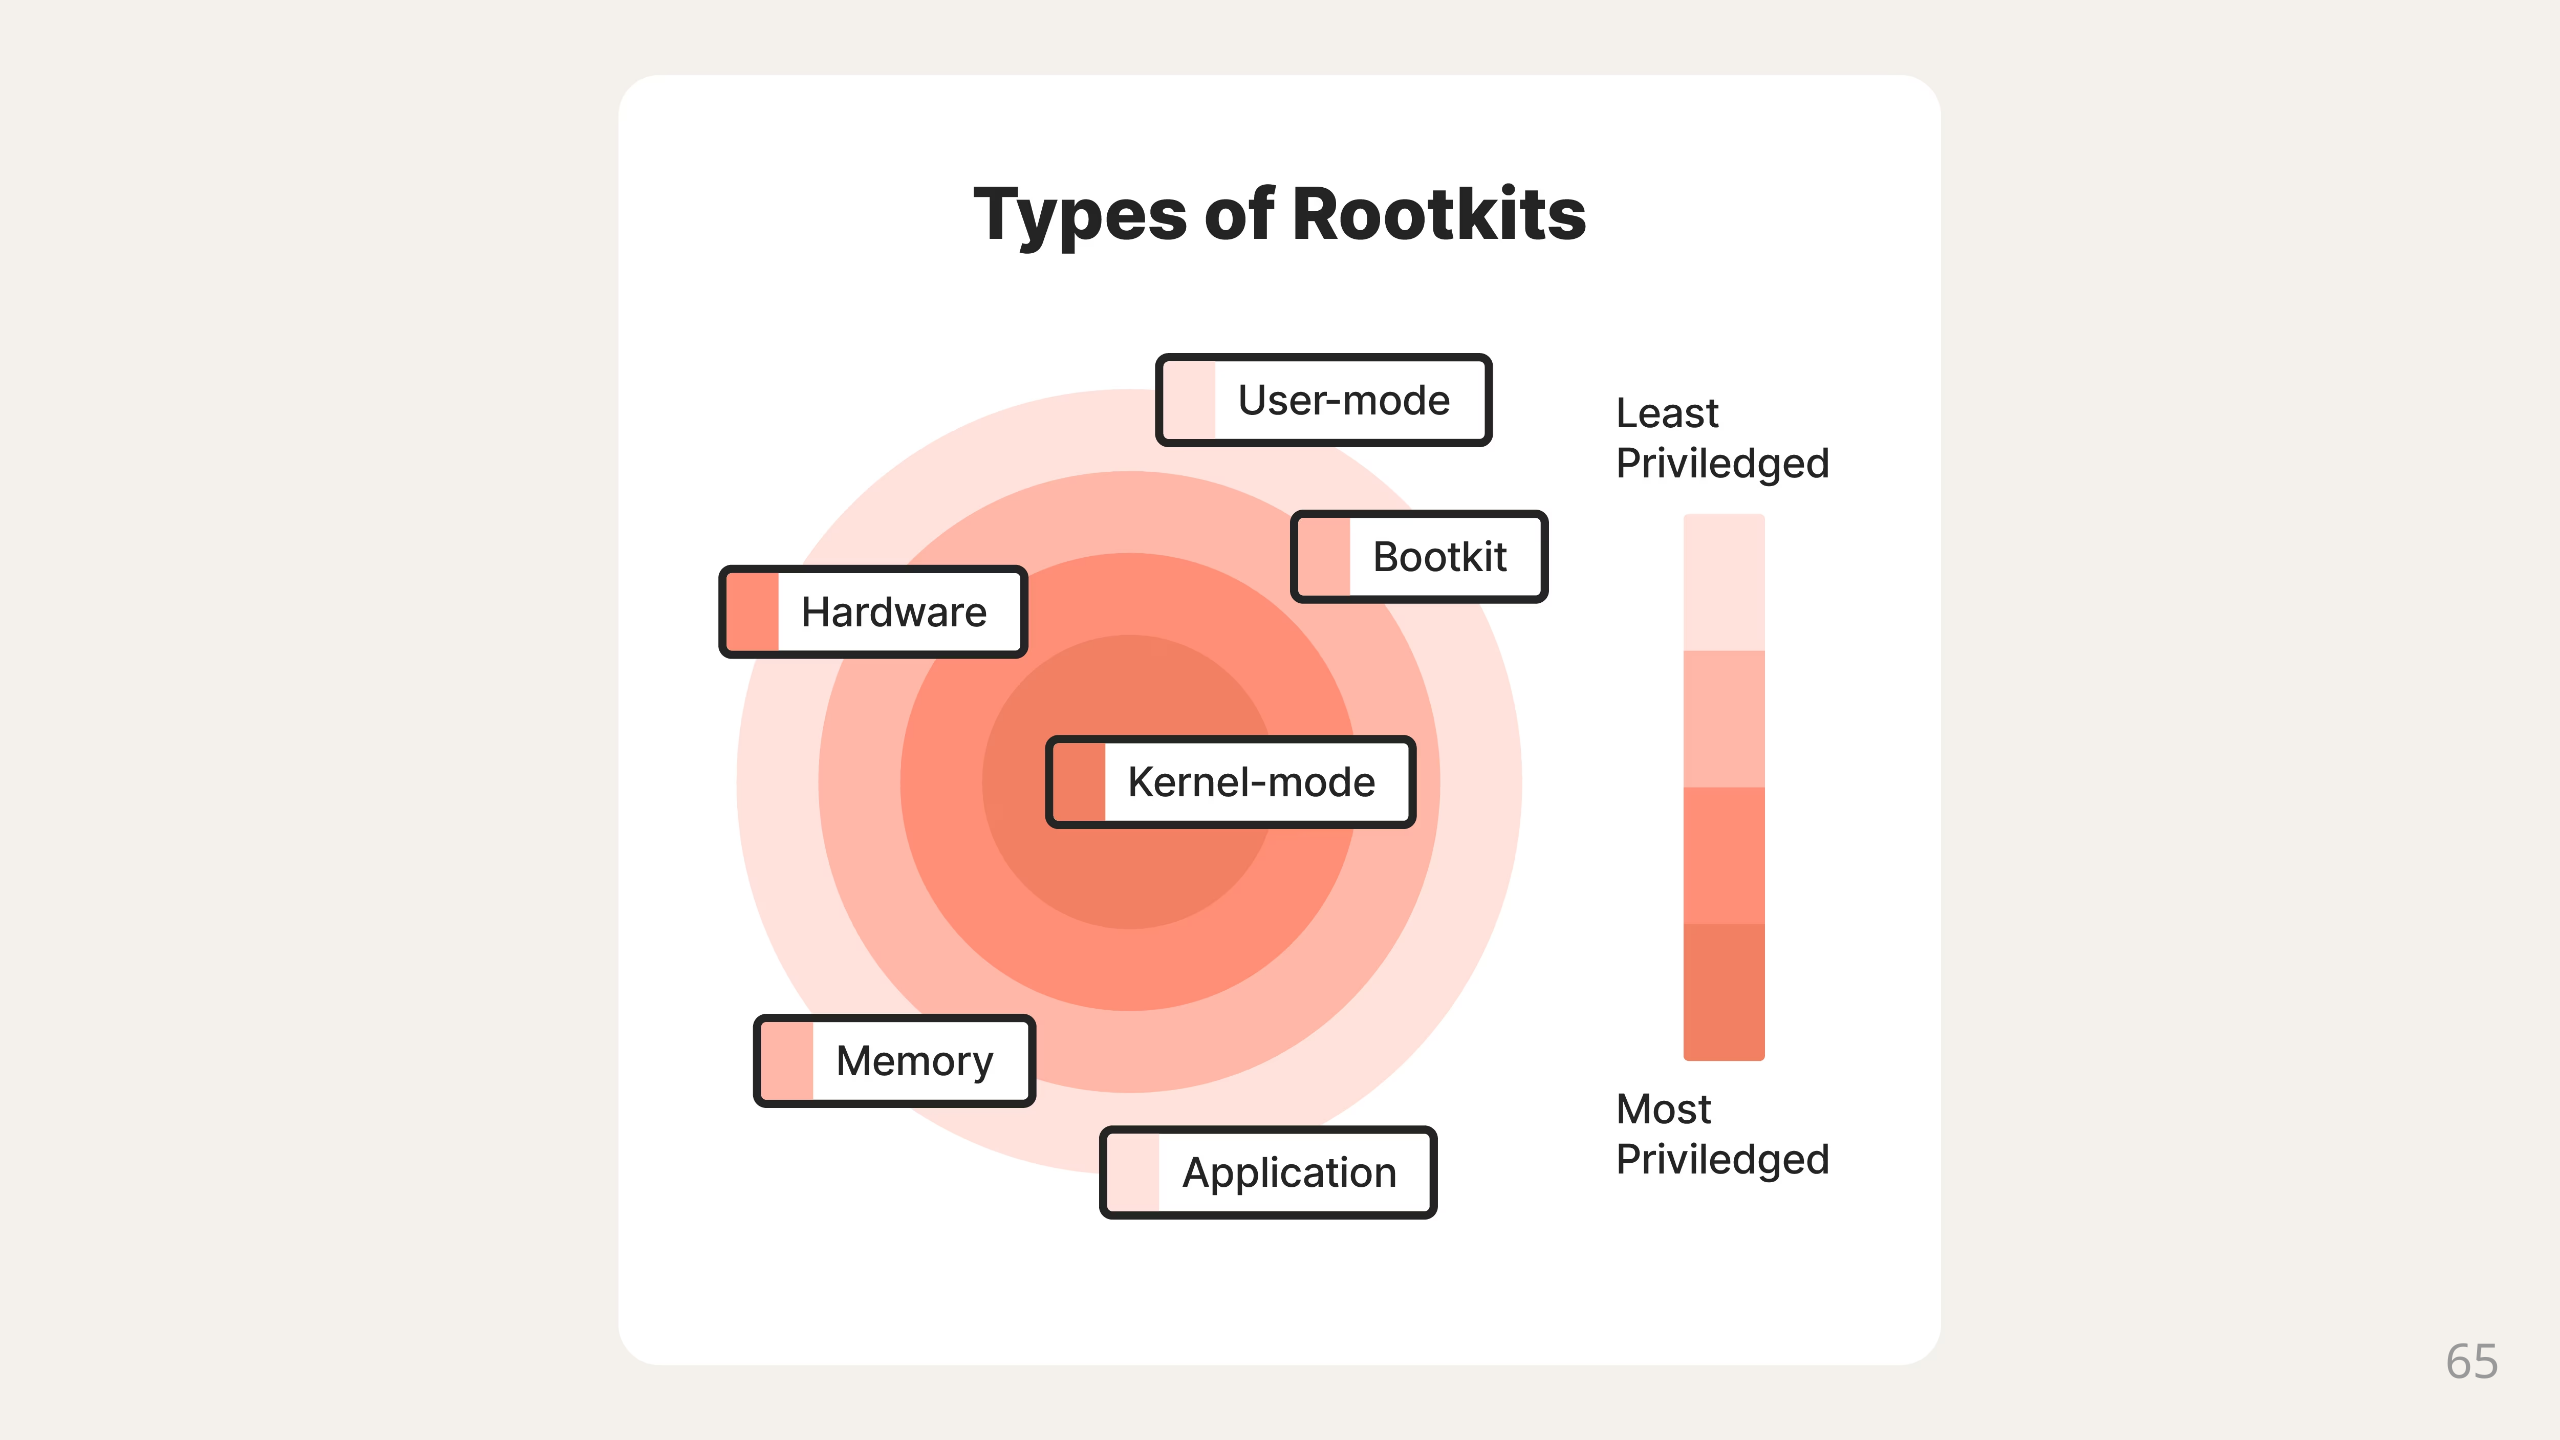 Types of Rootkits
User-mode
Bootkit
Hardware
Kernel-mode
Memory
Application
Least
Priviledged
Most
Priviledged
65